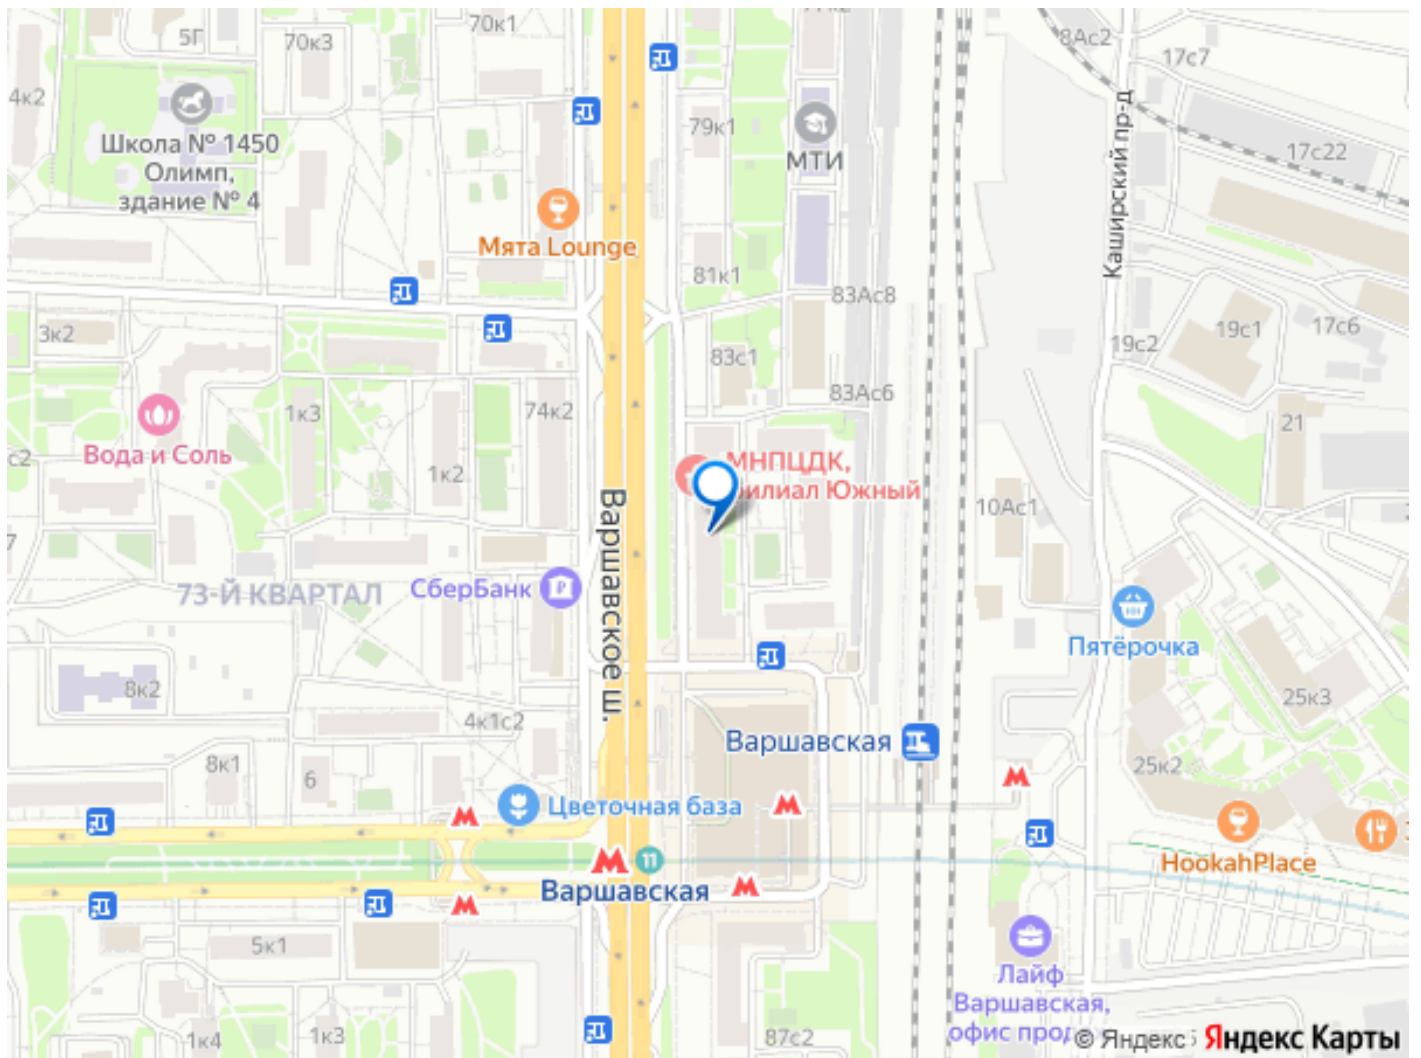 70к1
5Г
70к3
8Ас2
17с7
4к2
79к1
Каширский пр-д
Школа № 1450
Олимп,
здание № 4
МТИ
17с22
Мята Lounge
81к1
83Ас8
3к2
83с1
19с2
19с1
17с6
83Ас6
1к3
74к2
21
Вода и Соль
1к2
МНПЦДК,
филиал Южный
Варшавское ш.
10Ас1
73-Й КВАРТАЛ
СберБанк
Пятёрочка
8к2
25к3
4к1с2
Варшавская
8к1
6
25к2
Цветочная база
11
Варшавская
HookahPlace
5к1
Лайф
Варшавская,
офис прод
1к4
1к3
87с2
© Яндекс
Яндекс Карты